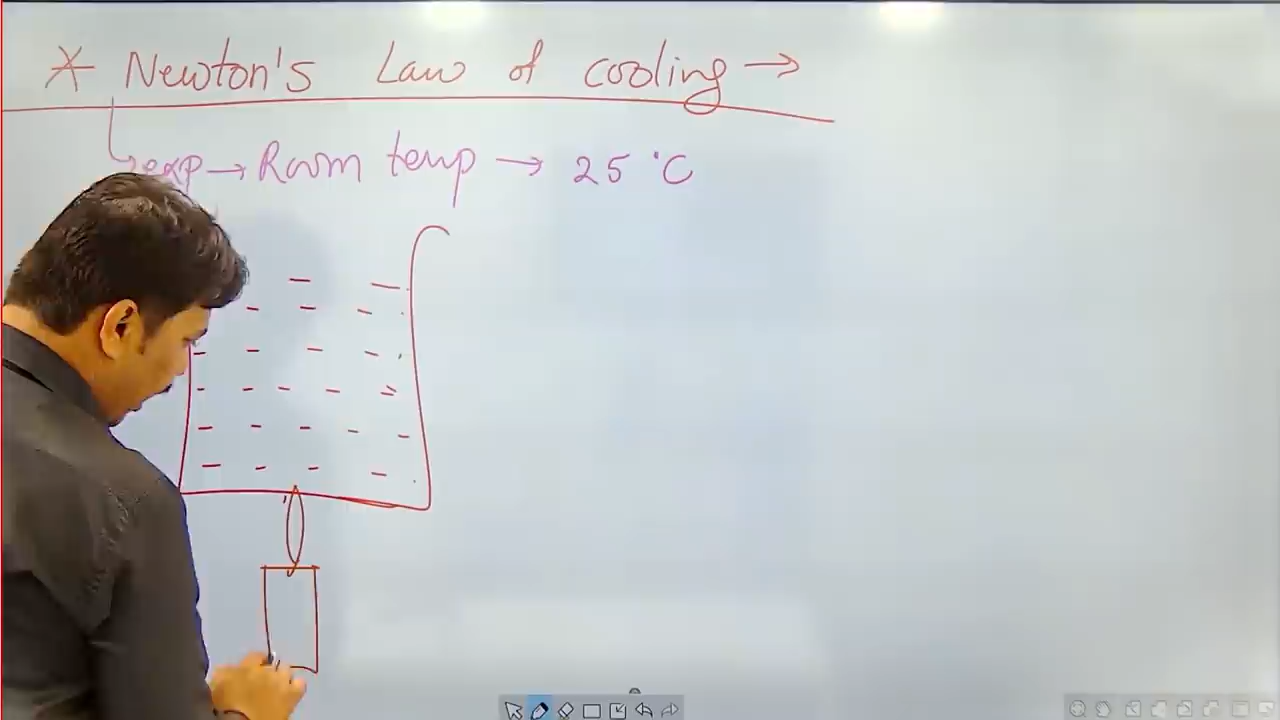 * Newton's Law of cooling →
exp → Room temp → 25 °C